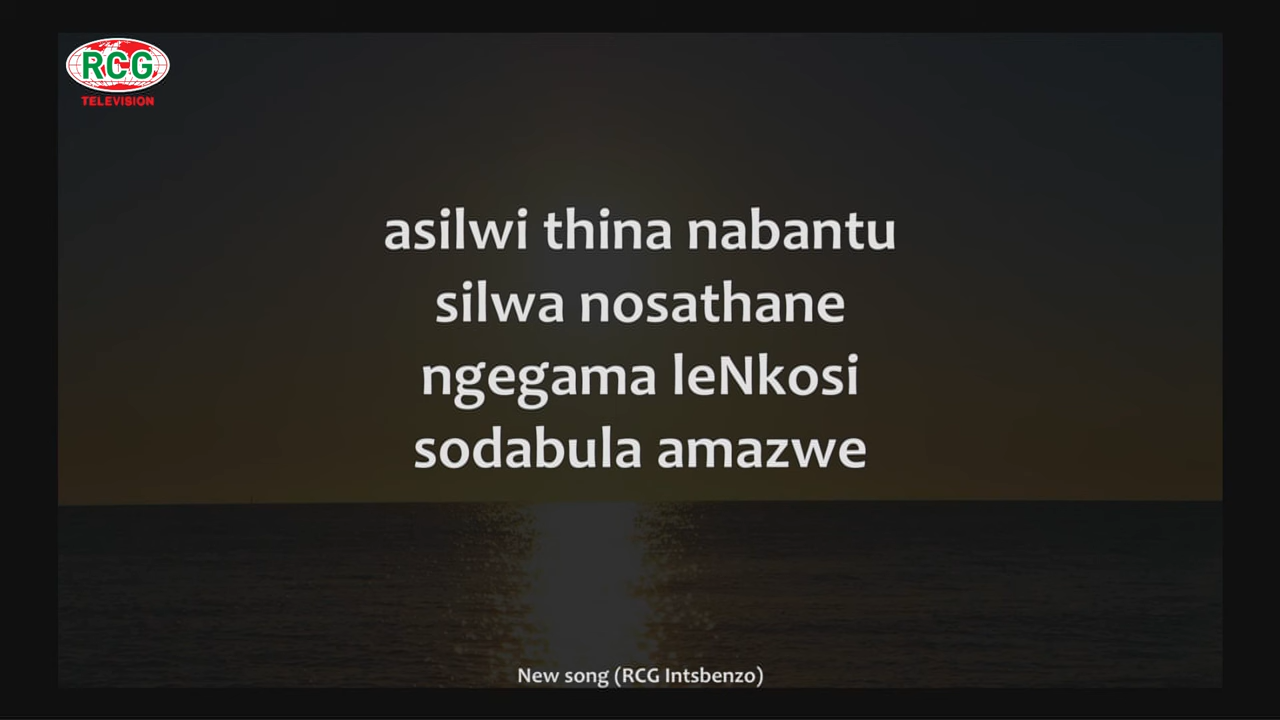 RCG
TELEVISION
asilwi thina nabantu
silwa nosathane
ngegama leNkosi
sodabula amazwe
New song (RCG Intsbenzo)